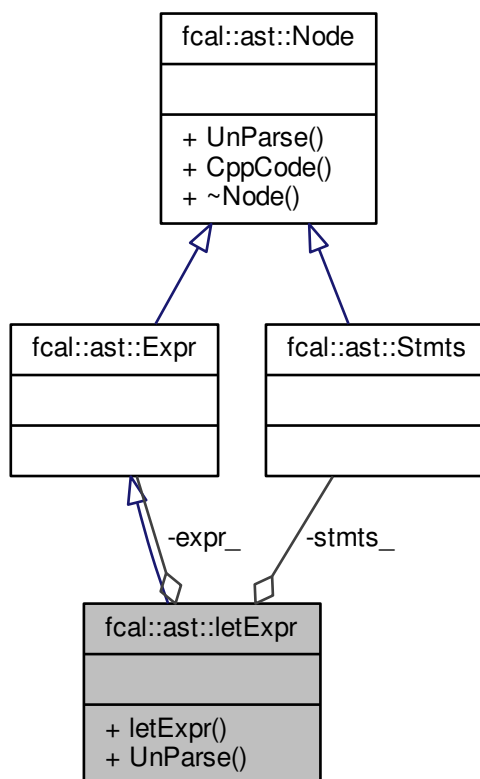 fcal::ast::Node
+ UnParse()
+ CppCode()
+ ~Node()
fcal::ast::Expr
fcal::ast::Stmts
-expr_
-stmts_
fcal::ast::letExpr
+ letExpr()
+ UnParse()